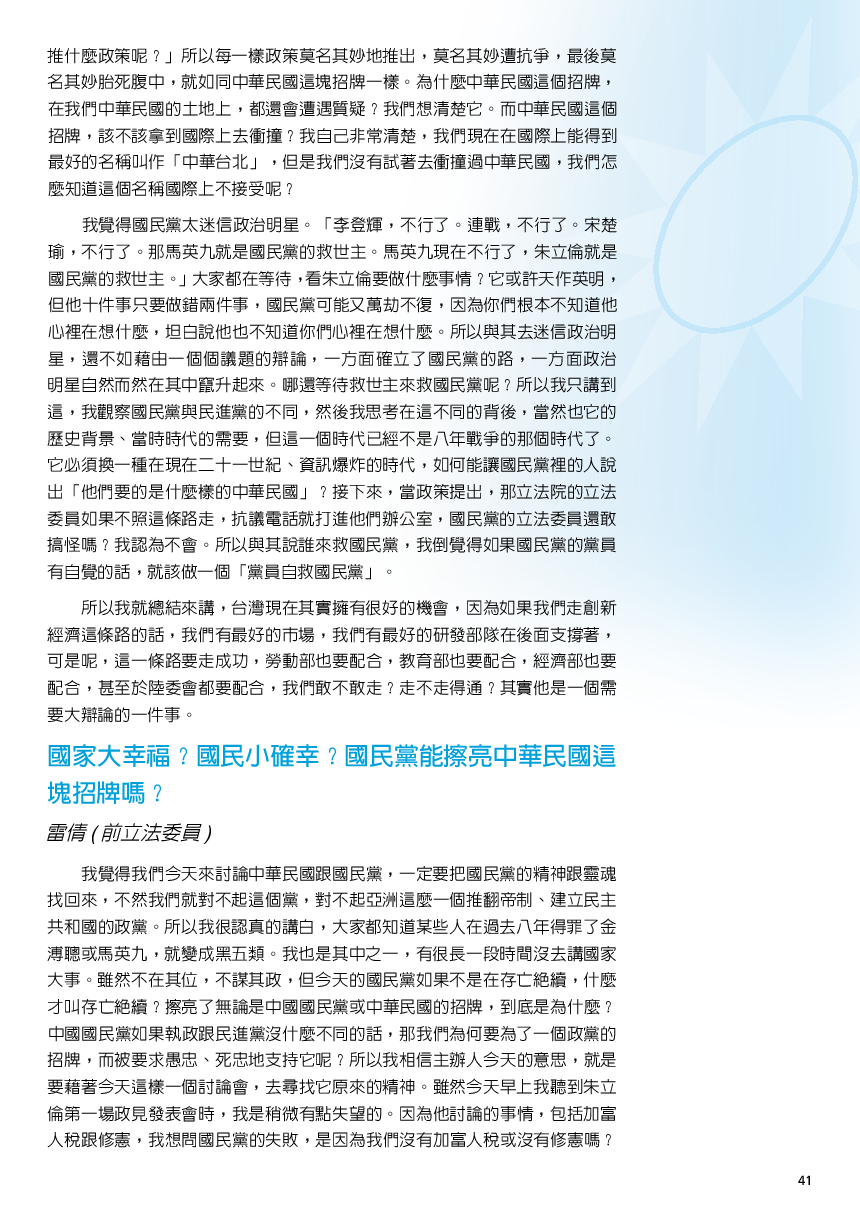 推什麼政策呢？」所以每一樣政策莫名其妙地推出，莫名其妙遭抗爭，最後莫
名其妙胎死腹中，就如同中華民國這塊招牌一樣。為什麼中華民國這個招牌，
在我們中華民國的土地上，都還會遭遇質疑？我們想清楚它。而中華民國這個
招牌，該不該拿到國際上去衝撞？我自己非常清楚，我們現在在國際上能得到
最好的名稱叫作「中華台北」，但是我們沒有試著去衝撞過中華民國，我們怎
麼知道這個名稱國際上不接受呢？
我覺得國民黨太迷信政治明星。「李登輝，不行了。連戰，不行了。宋楚
瑜，不行了。那馬英九就是國民黨的救世主。馬英九現在不行了，朱立倫就是
國民黨的救世主。」大家都在等待，看朱立倫要做什麼事情？它或許天作英明，
但他十件事只要做錯兩件事，國民黨可能又萬劫不復，因為你們根本不知道他
心裡在想什麼，坦白說他也不知道你們心裡在想什麼。所以與其去迷信政治明
星，還不如藉由一個個議題的辯論，一方面確立了國民黨的路，一方面政治
明星自然而然在其中竄升起來。哪還等待救世主來救國民黨呢？所以我只講到
這，我觀察國民黨與民進黨的不同，然後我思考在這不同的背後，當然也它的
歷史背景、當時時代的需要，但這一個時代已經不是八年戰爭的那個時代了。
它必須換一種在現在二十一世紀、資訊爆炸的時代，如何能讓國民黨裡的人說
出「他們要的是什麼樣的中華民國」？接下來，當政策提出，那立法院的立法
委員如果不照這條路走，抗議電話就打進他們辦公室，國民黨的立法委員還敢
搞怪嗎？我認為不會。所以與其說誰來救國民黨，我倒覺得如果國民黨的黨員
有自覺的話，就該做一個「黨員自救國民黨」。
所以我就總結來講，台灣現在其實擁有很好的機會，因為如果我們走創新
經濟這條路的話，我們有最好的市場，我們有最好的研發部隊在後面支撐著，
可是呢，這一條路要走成功，勞動部也要配合，教育部也要配合，經濟部也要
配合，甚至於陸委會都要配合，我們敢不敢走？走不走得通？其實他是一個需
要大辯論的一件事。
國家大幸福？國民小確幸？國民黨能擦亮中華民國這
塊招牌嗎？
雷倩（前立法委員）
我覺得我們今天來討論中華民國跟國民黨，一定要把國民黨的精神跟靈魂
找回來，不然我們就對不起這個黨，對不起亞洲這麼一個推翻帝制、建立民主
共和國的政黨。所以我很認真的講白，大家都知道某些人在過去八年得罪了金
溥聰或馬英九，就變成黑五類。我也是其中之一，有很長一段時間沒去講國家
大事。雖然不在其位，不謀其政，但今天的國民黨如果不是在存亡絕續，什麼
才叫存亡絕續？擦亮了無論是中國國民黨或中華民國的招牌，到底是為什麼？
中國國民黨如果執政跟民進黨沒什麼不同的話，那我們為何要為了一個政黨的
招牌，而被要求愚忠、死忠地支持它呢？所以我相信主辦人今天的意思，就是
要藉著今天這樣一個討論會，去尋找它原來的精神。雖然今天早上我聽到朱立
倫第一場政見發表會時，我是稍微有點失望的。因為他討論的事情，包括加富
人稅跟修憲，我想問國民黨的失敗，是因為我們沒有加富人稅或沒有修憲嗎？
41